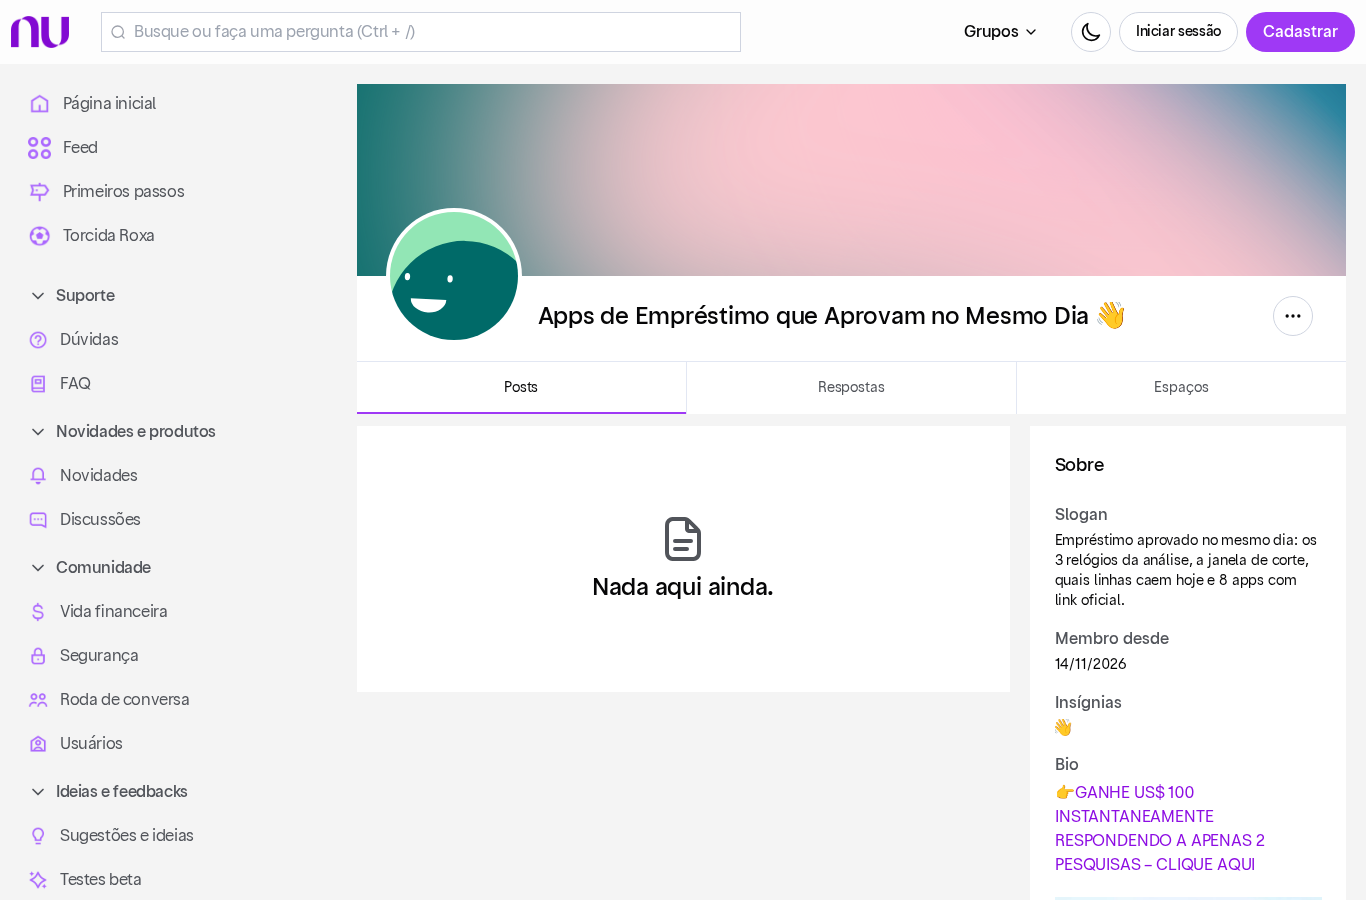 nu
Busque ou faça uma pergunta (Ctrl + /)
Grupos
Iniciar sessão
Cadastrar
Página inicial
Feed
Primeiros passos
Torcida Roxa
Suporte
Dúvidas
FAQ
Novidades e produtos
Novidades
Discussões
Comunidade
Vida financeira
Segurança
Roda de conversa
Usuários
Ideias e feedbacks
Sugestões e ideias
Testes beta
Apps de Empréstimo que Aprovam no Mesmo Dia 👋
Posts
Respostas
Espaços
Nada aqui ainda.
Sobre
Slogan
Empréstimo aprovado no mesmo dia: os
3 relógios da análise, a janela de corte,
quais linhas caem hoje e 8 apps com
link oficial.
Membro desde
14/11/2026
Insígnias
👋
Bio
👉GANHE US$ 100
INSTANTANEAMENTE
RESPONDENDO A APENAS 2
PESQUISAS – CLIQUE AQUI